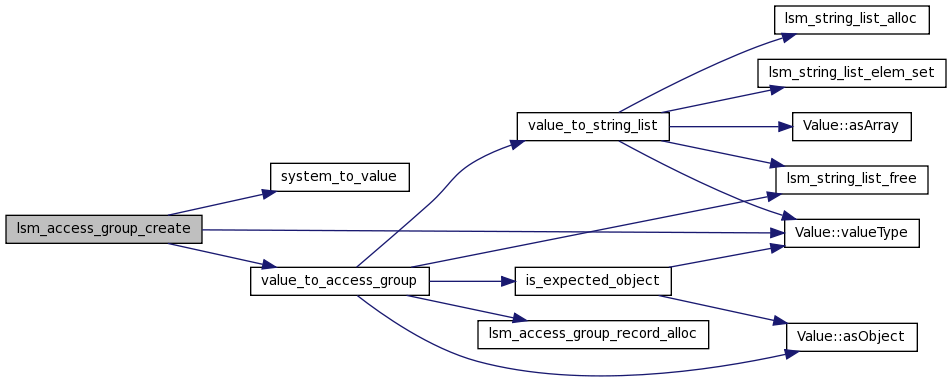 lsm_string_list_alloc
lsm_string_list_elem_set
value_to_string_list
Value::asArray
system_to_value
lsm_string_list_free
lsm_access_group_create
Value::valueType
value_to_access_group
is_expected_object
lsm_access_group_record_alloc
Value::asObject